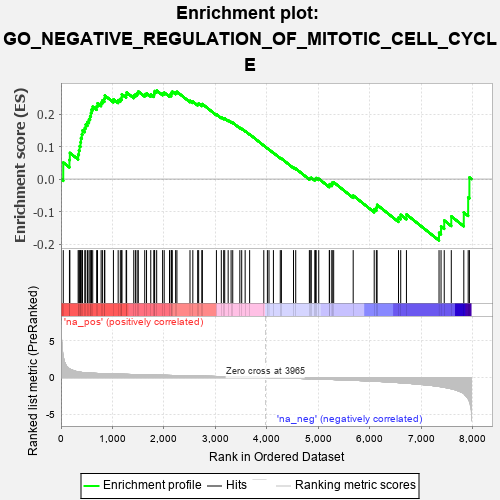 Enrichment plot:
GO_NEGATIVE_REGULATION_OF_MITOTIC_CELL_CYCL
E
Enrichment score (ES)
0.2
0.1
0.0
-0.1
-0.2
'na_pos' (positively correlated)
Ranked list metric (PreRanked)
5
0
-5
Zero cross at 3965
'na_neg' (negatively correlated)
0
1,000
2,000
3,000
4,000
5,000
6,000
7,000
8,000
Rank in Ordered Dataset
Enrichment profile
Hits
Ranking metric scores